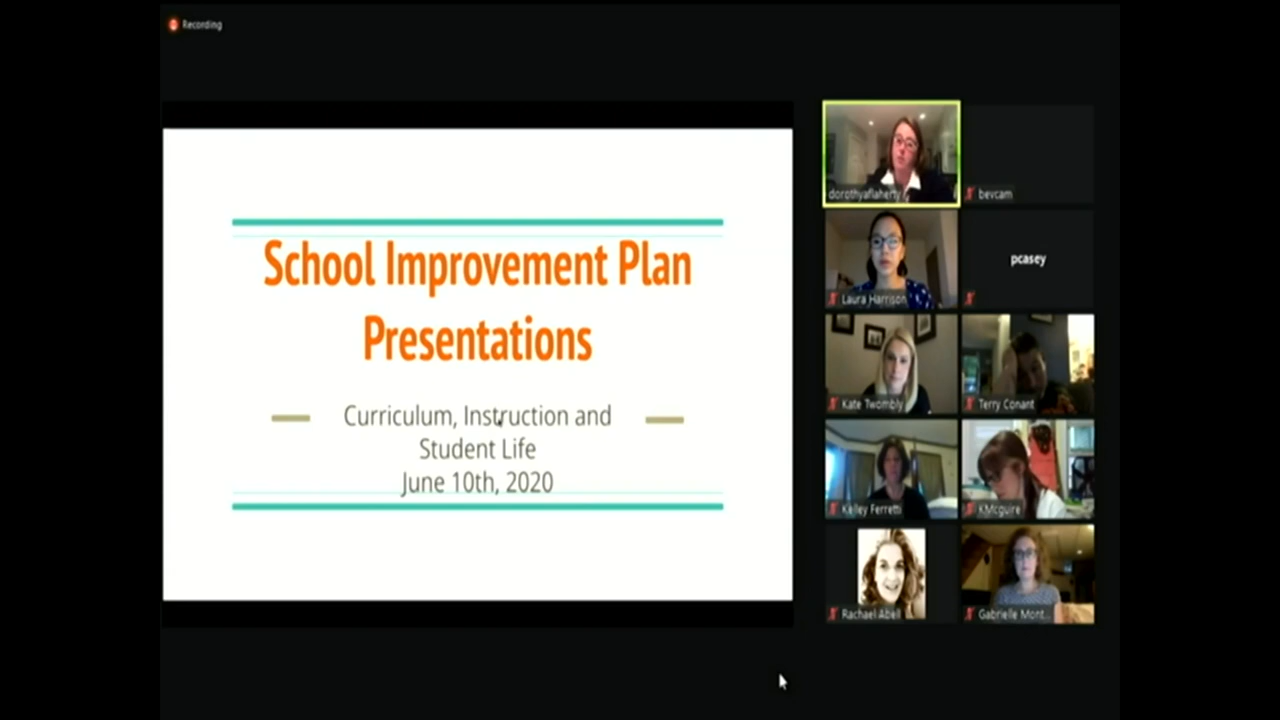 Recording
School Improvement Plan
Presentations
Curriculum, Instruction and
Student Life
June 10th, 2020
dorothyaflaherty
bevcam
Laura Harrison
pcasey
Kate Twombly
Terry Conant
Kelley Ferretti
KMcguire
Rachael Abell
Gabrielle Mont...